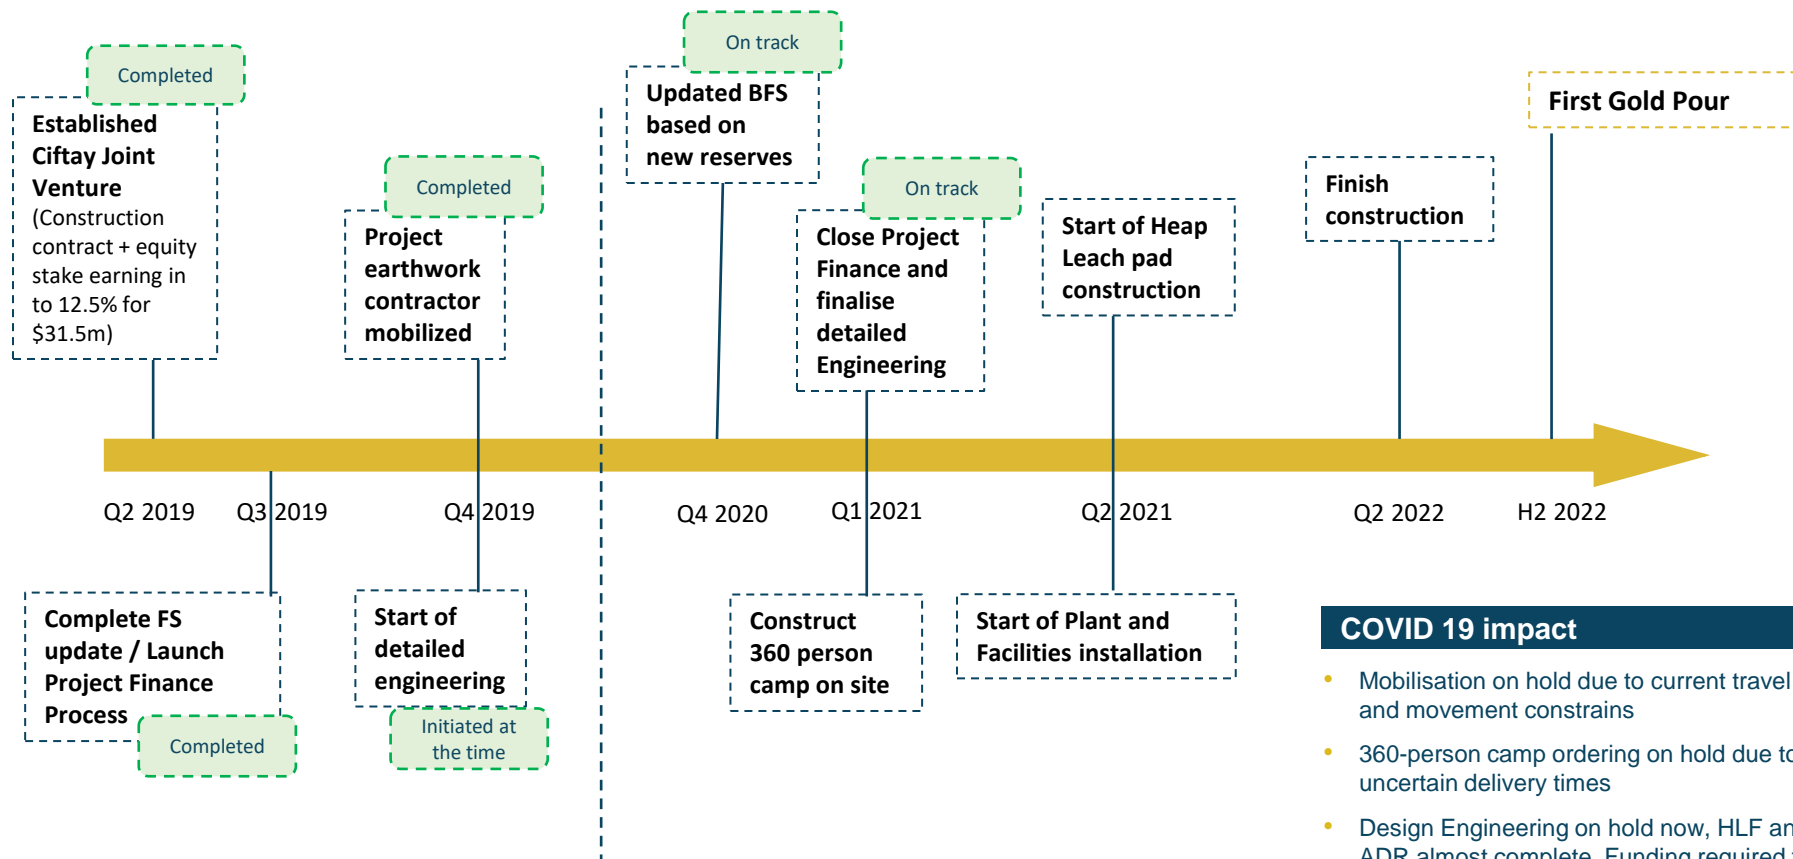 Completed
Established
Ciftay Joint
Venture
(Construction
contract + equity
stake earning in
to 12.5% for
$31.5m)
Completed
Project
earthwork
contractor
mobilized
On track
Updated BFS
based on
new reserves
On track
Close Project
Finance and
finalise
detailed
Engineering
Start of Heap
Leach pad
construction
Finish
construction
First Gold Pour
Q2 2019
Q3 2019
Q4 2019
Q4 2020
Q1 2021
Q2 2021
Q2 2022
H2 2022
Complete FS
update / Launch
Project Finance
Process
Completed
Start of
detailed
engineering
Initiated at
the time
Construct
360 person
camp on site
Start of Plant and
Facilities installation
COVID 19 impact
• Mobilisation on hold due to current travel
and movement constrains
• 360-person camp ordering on hold due to
uncertain delivery times
• Design Engineering on hold now, HLF an
ADR almost complete. Funding required